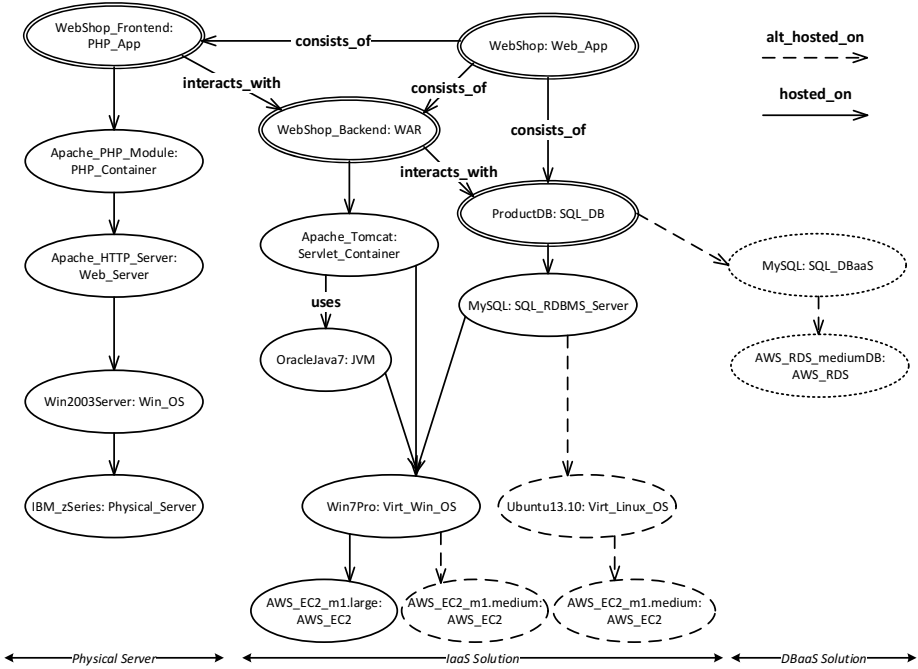 WebShop_Frontend:
PHP_App
consists_of
WebShop: Web_App
alt_hosted_on
interacts_with
consists_of
hosted_on
WebShop_Backend: WAR
consists_of
Apache_PHP_Module:
PHP_Container
interacts_with
ProductDB: SQL_DB
Apache_Tomcat:
Servlet_Container
Apache_HTTP_Server:
Web_Server
MySQL: SQL_DBaaS
uses
MySQL: SQL_RDBMS_Server
OracleJava7: JVM
AWS_RDS_mediumDB:
AWS_RDS
Win2003Server: Win_OS
IBM_zSeries: Physical_Server
Win7Pro: Virt_Win_OS
Ubuntu13.10: Virt_Linux_OS
AWS_EC2_m1.large:
AWS_EC2
AWS_EC2_m1.medium:
AWS_EC2
AWS_EC2_m1.medium:
AWS_EC2
Physical Server
IaaS Solution
DBaaS Solution